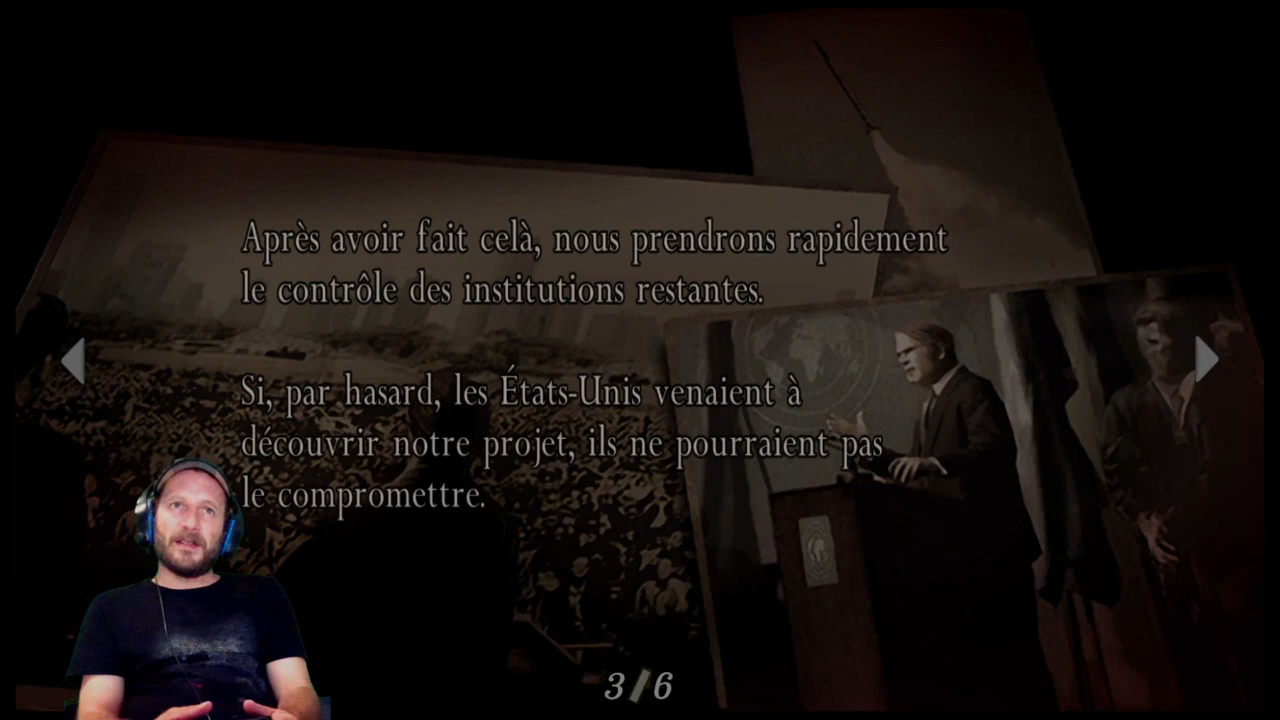 Après avoir fait celà, nous prendrons rapidement
le contrôle des institutions restantes.
Si, par hasard, les États-Unis venaient à
découvrir notre projet, ils ne pourraient pas
le compromettre.
3/6